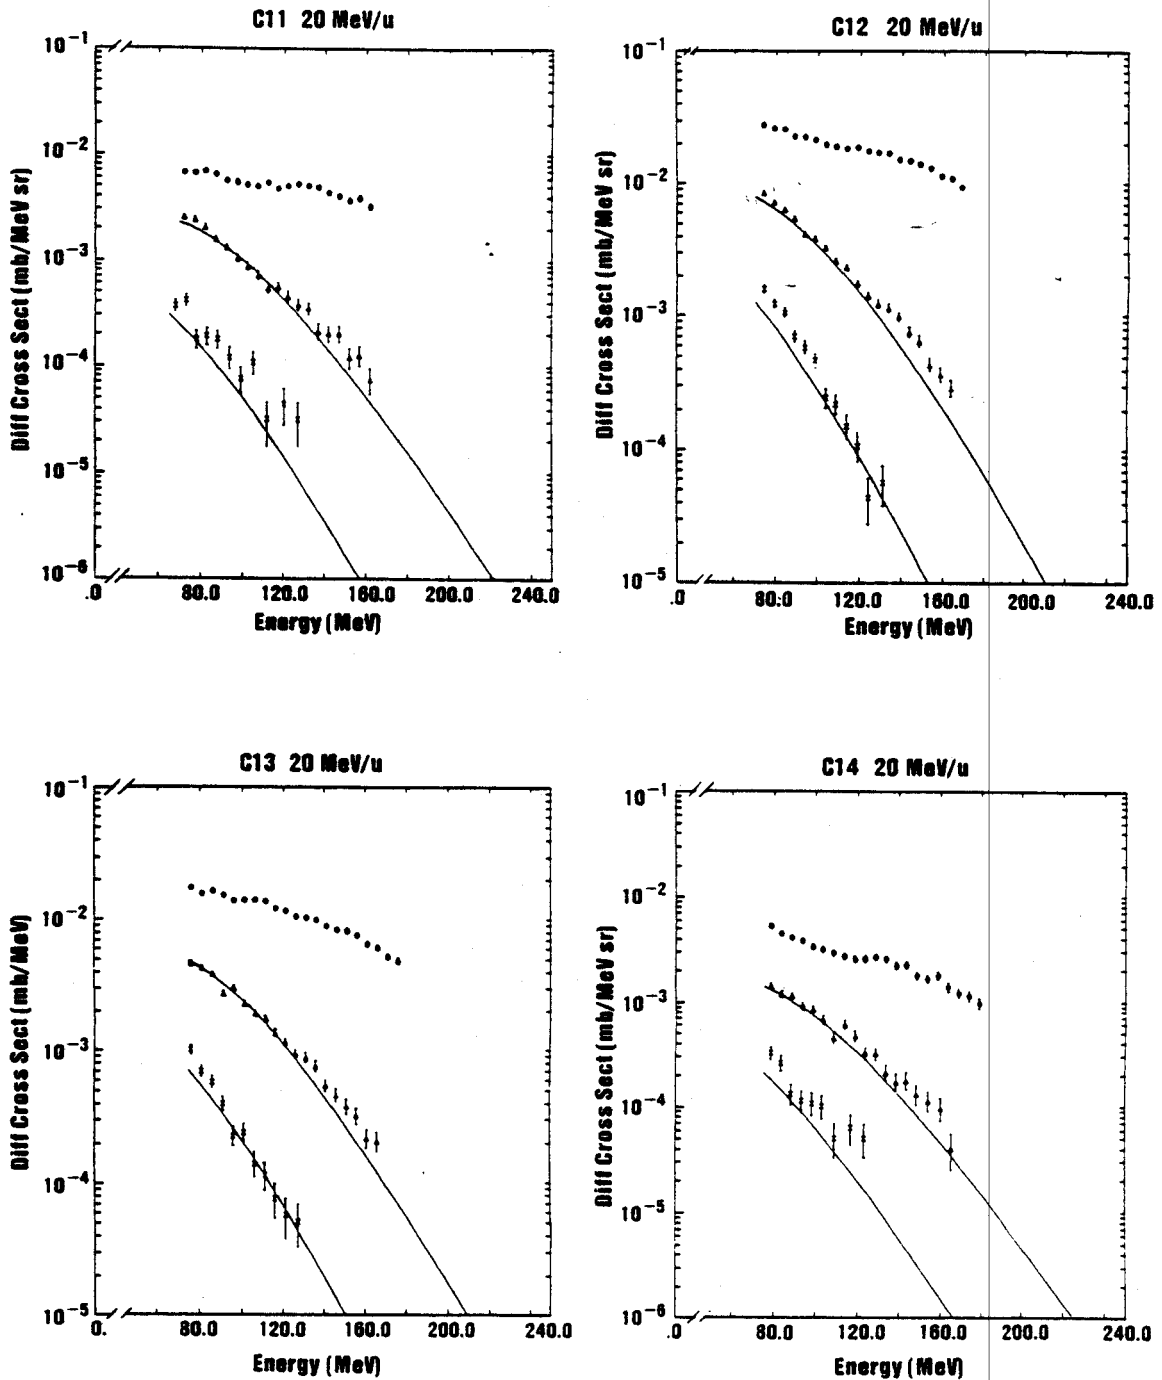 C11 20 MeV/u
10⁻¹
10⁻²
10⁻³
10⁻⁴
10⁻⁵
10⁻⁶
Diff Cross Sect (mb/MeV sr)
.0 80.0 120.0 160.0 200.0 240.0
Energy (MeV)
C12 20 MeV/u
10⁻¹
10⁻²
10⁻³
10⁻⁴
10⁻⁵
Diff Cross Sect (mb/MeV sr)
.0 80.0 120.0 160.0 200.0 240.0
Energy (MeV)
C13 20 MeV/u
10⁻¹
10⁻²
10⁻³
10⁻⁴
10⁻⁵
Diff Cross Sect (mb/MeV)
0. 80.0 120.0 160.0 200.0 240.0
Energy (MeV)
C14 20 MeV/u
10⁻¹
10⁻²
10⁻³
10⁻⁴
10⁻⁵
10⁻⁶
Diff Cross Sect (mb/MeV sr)
.0 80.0 120.0 160.0 200.0 240.0
Energy (MeV)